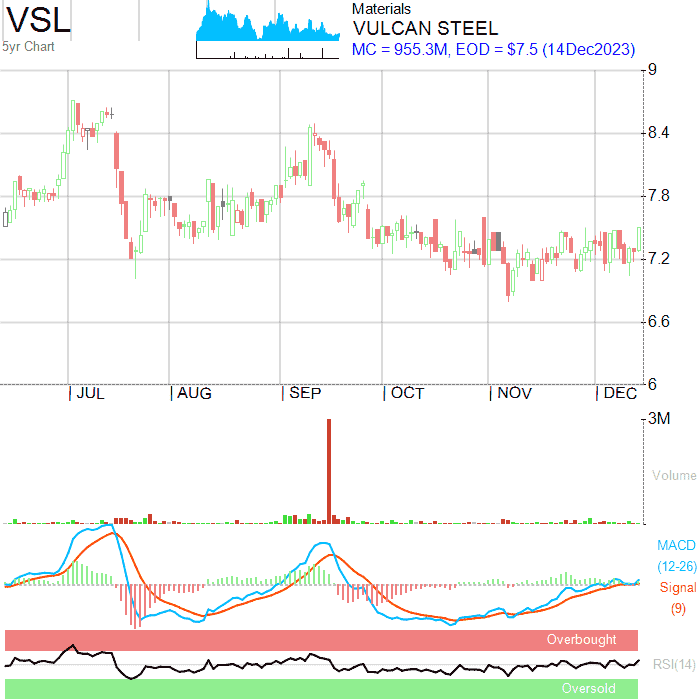 VSL
5yr Chart
Materials
VULCAN STEEL
MC = 955.3M, EOD = $7.5 (14Dec2023)
9
8.4
7.8
7.2
6.6
6
JUL AUG SEP OCT NOV DEC
3M
Volume
MACD
(12-26)
Signal
(9)
Overbought
RSI(14)
Oversold